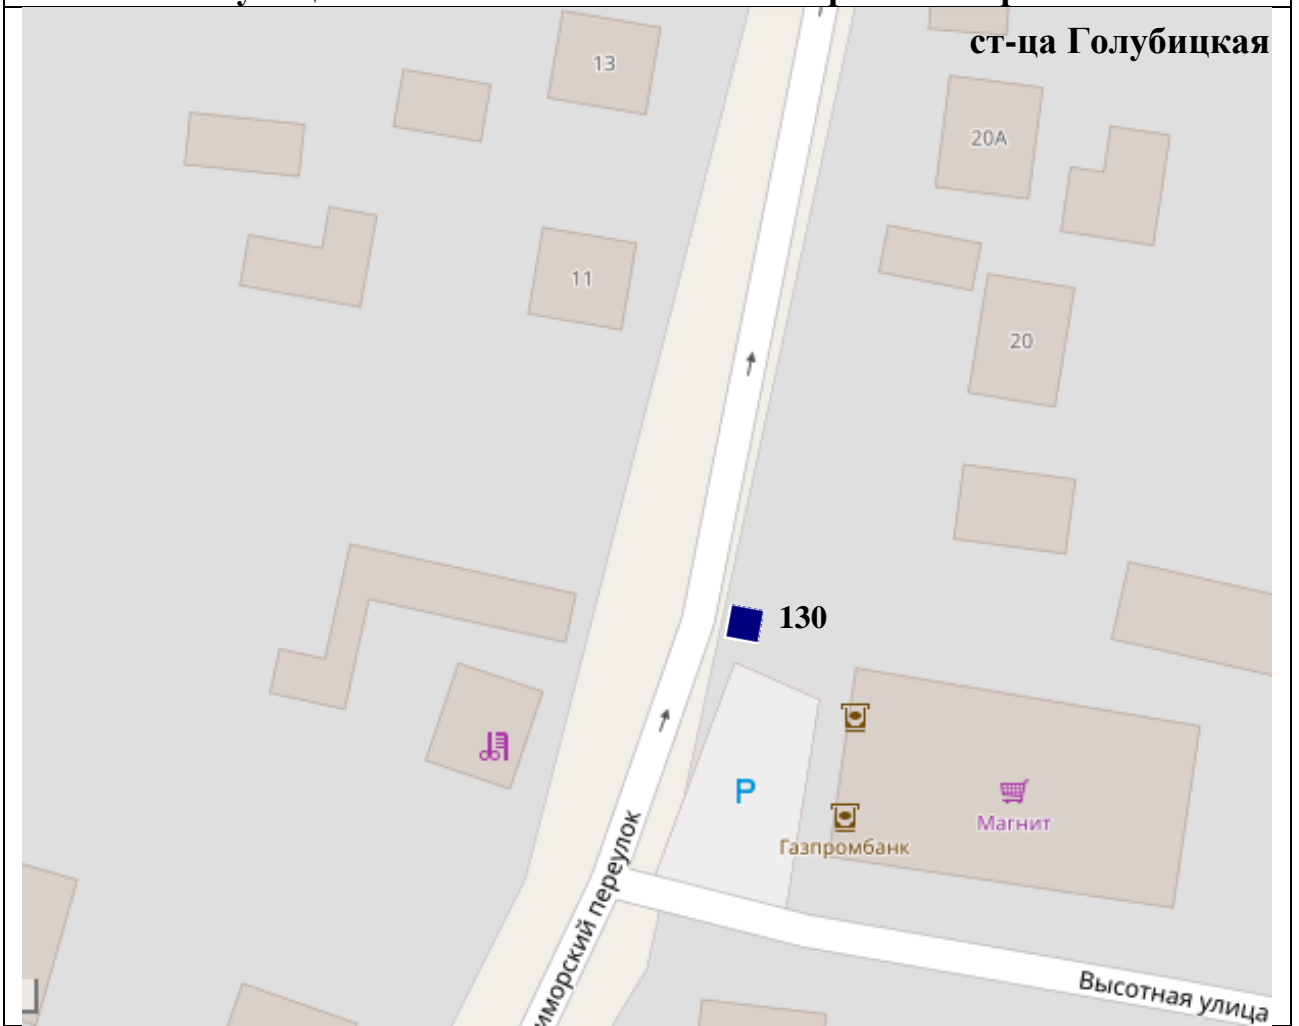 ст-ца Голубицкая
13
20А
11
20
130
P
Магнит
Газпромбанк
иморский переулок
Высотная улица